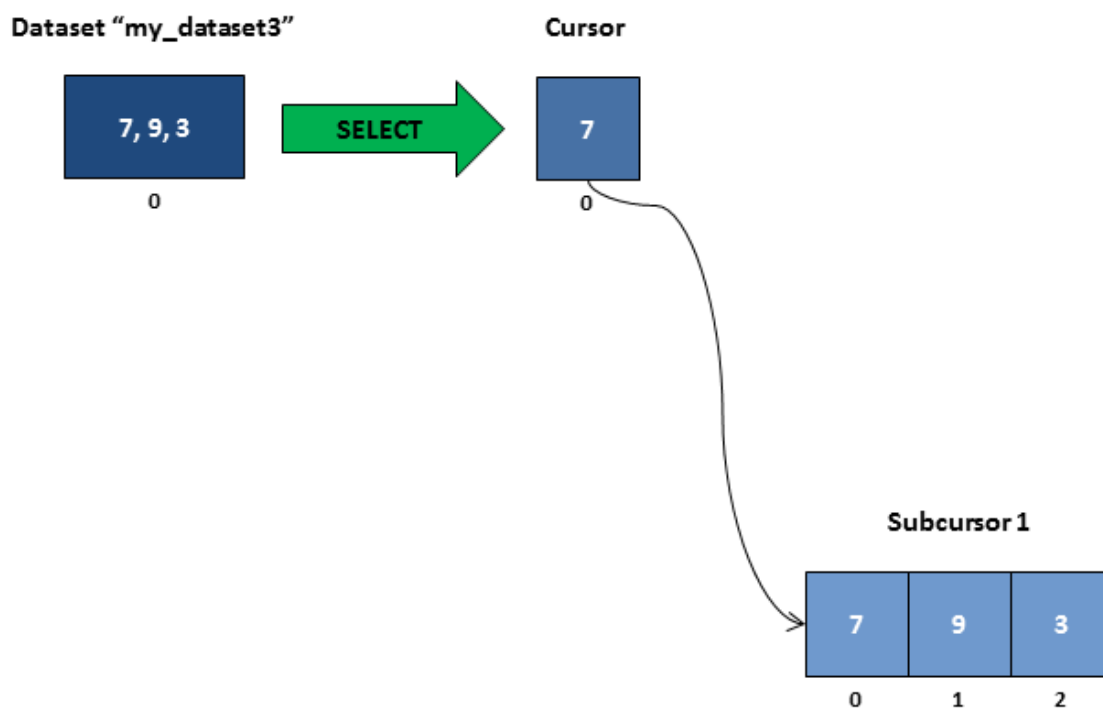 Dataset “my_dataset3”
Cursor
7, 9, 3
SELECT
7
0
0
Subcursor 1
7 9 3
0 1 2